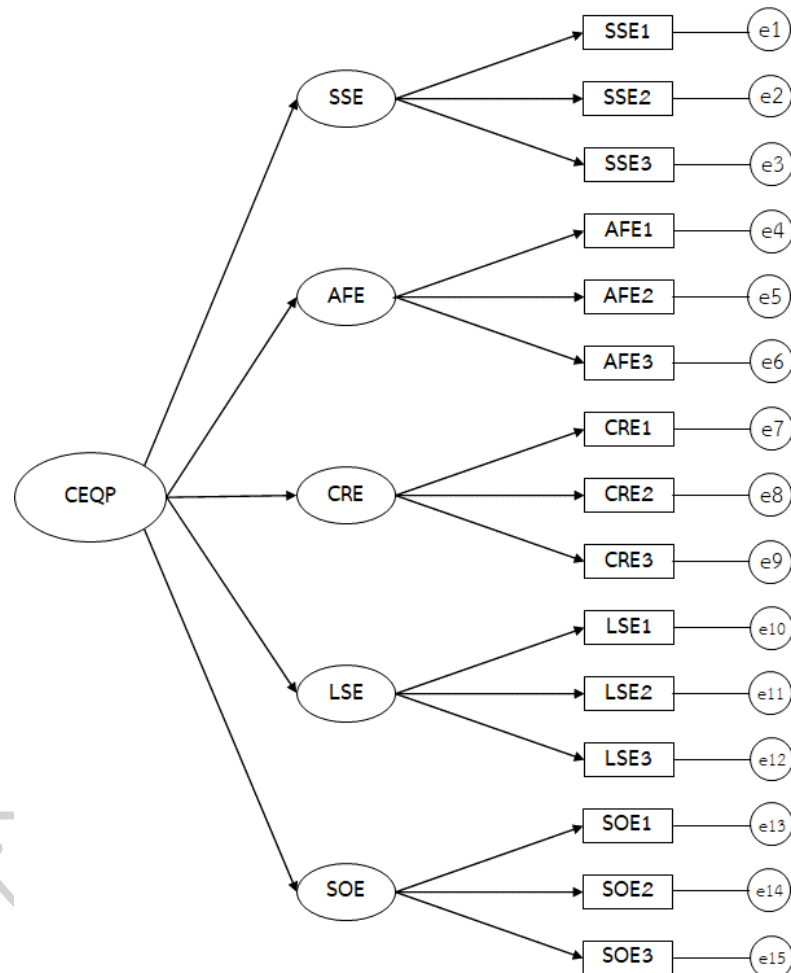 SSE1 e1
SSE
SSE2 e2
SSE3 e3
AFE1 e4
AFE
AFE2 e5
AFE3 e6
CRE1 e7
CEQP
CRE
CRE2 e8
CRE3 e9
LSE1 e10
LSE
LSE2 e11
LSE3 e12
SOE1 e13
SOE
SOE2 e14
SOE3 e15